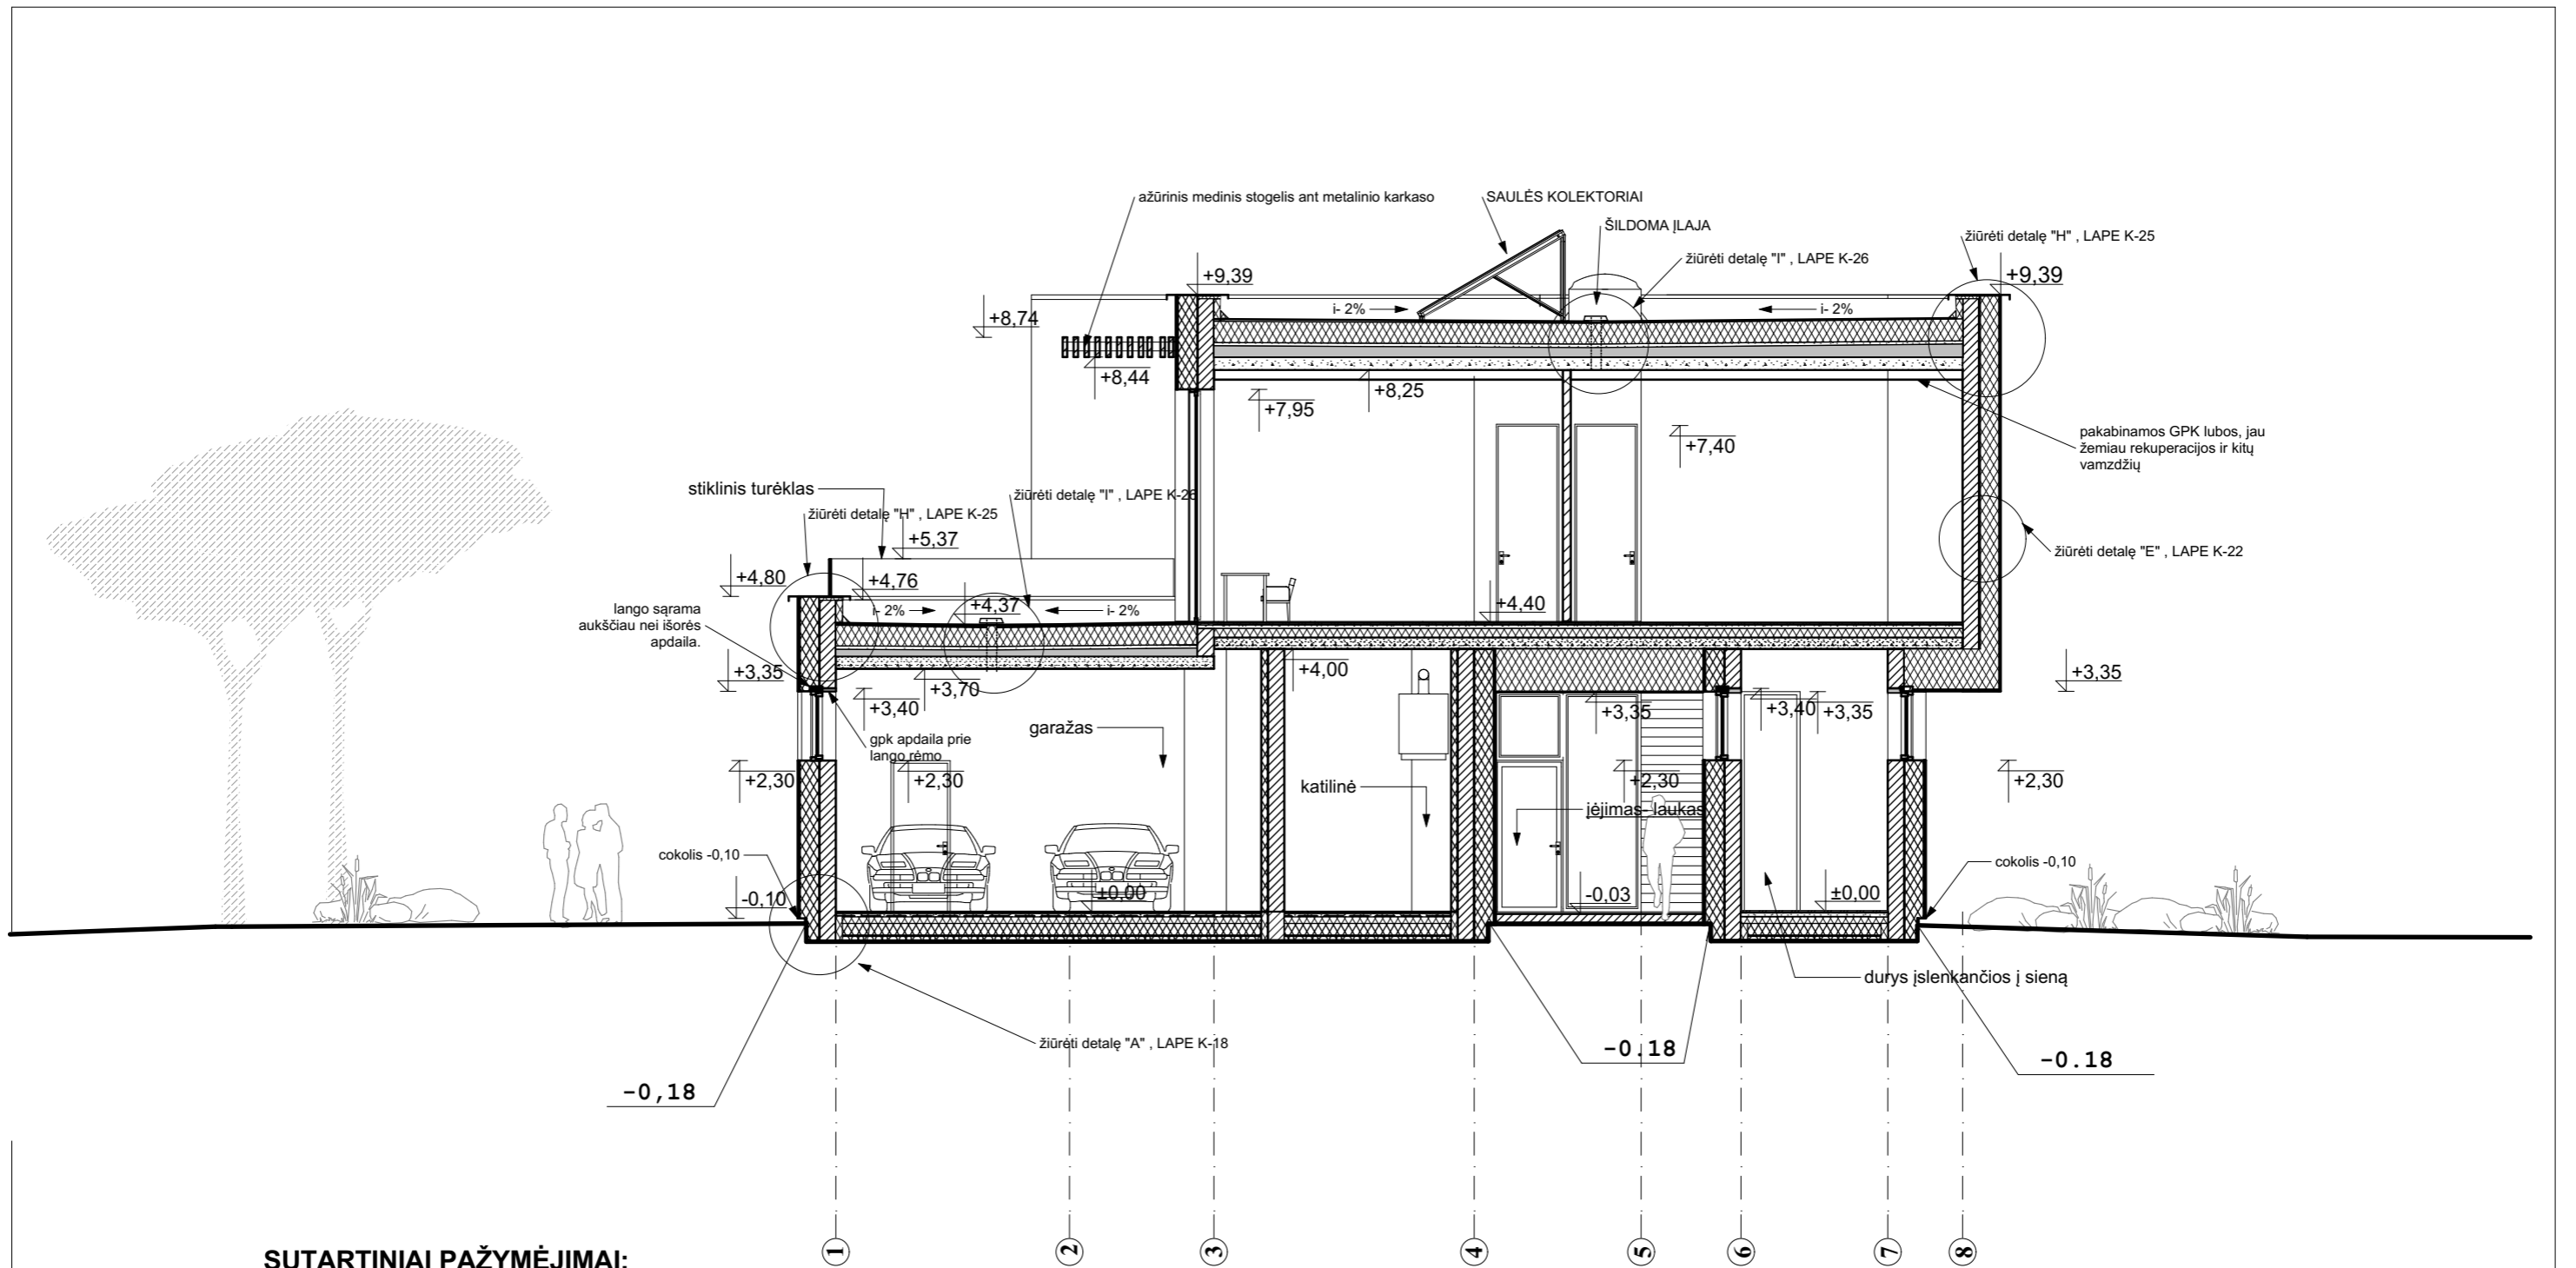 ažūrinis medinis stogelis ant metalinio karkaso
SAULĖS KOLEKTORIAI
ŠILDOMA ĮLAJA
žiūrėti detalę "H" , LAPE K-25
žiūrėti detalę "I" , LAPE K-26
+9,39
+9,39
+8,74
i- 2%
i- 2%
+8,44
+8,25
+7,95
+7,40
pakabinamos GPK lubos, jau
žemiau rekuperacijos ir kitų
vamzdžių
stiklinis turėklas
žiūrėti detalę "I" , LAPE K-26
žiūrėti detalę "H" , LAPE K-25
+5,37
žiūrėti detalę "E" , LAPE K-22
+4,80
+4,76
lango sąrama
aukščiau nei išorės
apdaila.
i- 2%
+4,37
i- 2%
+4,40
+3,35
+3,70
+4,00
+3,35
+3,40
+3,35
+3,40
+3,35
garažas
gpk apdaila prie
lango rėmo
+2,30
+2,30
+2,30
+2,30
katilinė
įėjimas- laukas
cokolis -0,10
cokolis -0,10
-0,10
±0,00
-0,03
±0,00
durys įslenkančios į sieną
žiūrėti detalę "A" , LAPE K-18
-0.18
-0.18
-0,18
1
2
3
4
5
6
7
8
SUTARTINIAI PAŽYMĖJIMAI: